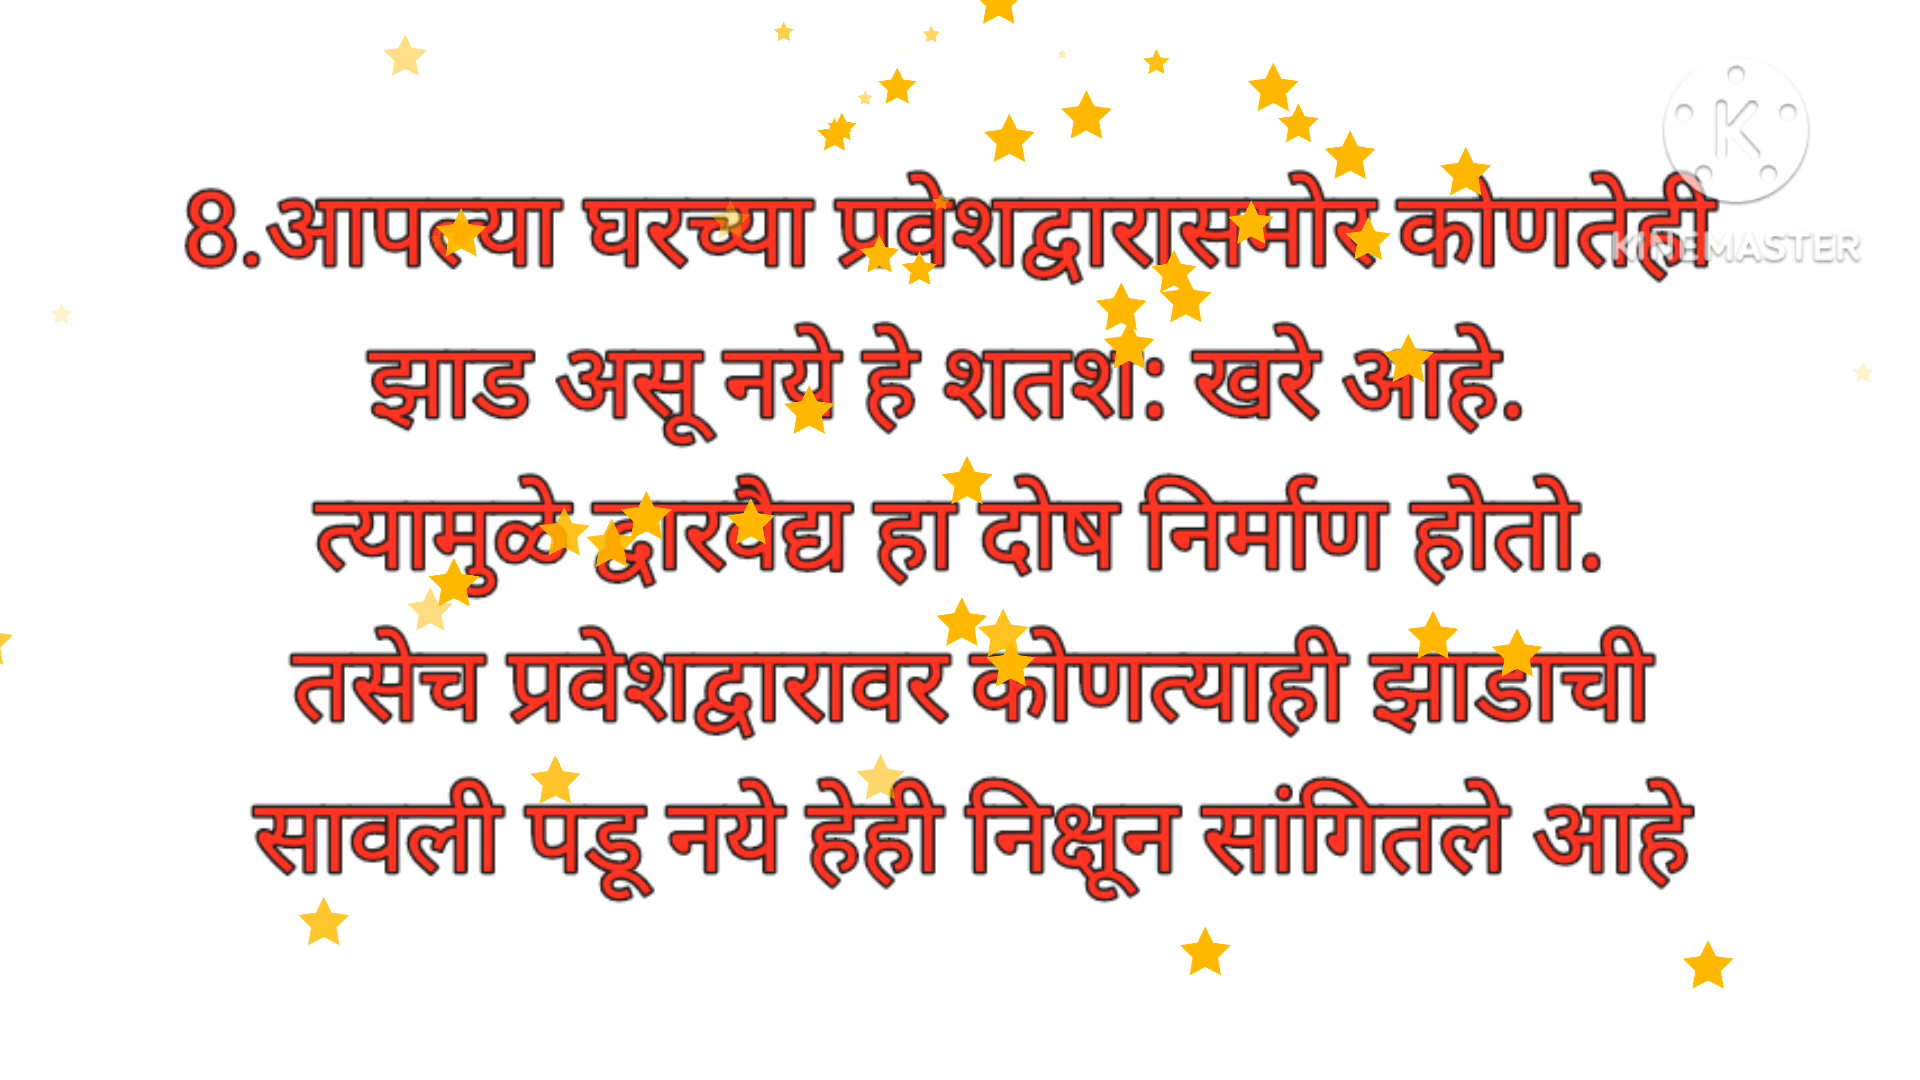 8.आपल्या घरच्या प्रवेशद्वारासमोर कोणतेही
झाड असू नये हे शतश: खरे आहे.
त्यामुळे द्वारवैद्य हा दोष निर्माण होतो.
तसेच प्रवेशद्वारावर कोणत्याही झाडाची
सावली पडू नये हेही निक्षून सांगितले आहे
K
KINEMASTER